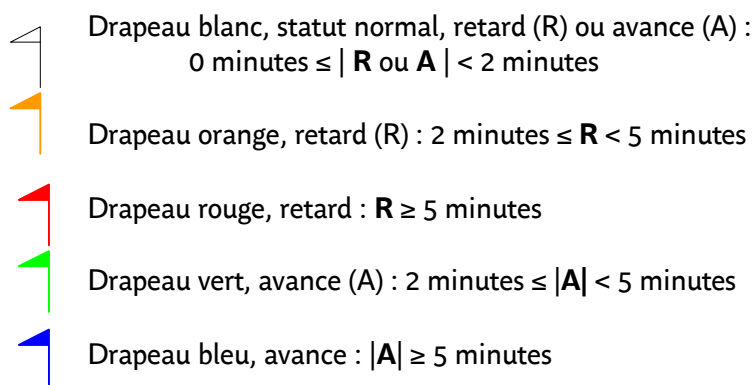 Drapeau blanc, statut normal, retard (R) ou avance (A) :
0 minutes ≤ | R ou A | < 2 minutes
Drapeau orange, retard (R) : 2 minutes ≤ R < 5 minutes
Drapeau rouge, retard : R ≥ 5 minutes
Drapeau vert, avance (A) : 2 minutes ≤ |A| < 5 minutes
Drapeau bleu, avance : |A| ≥ 5 minutes